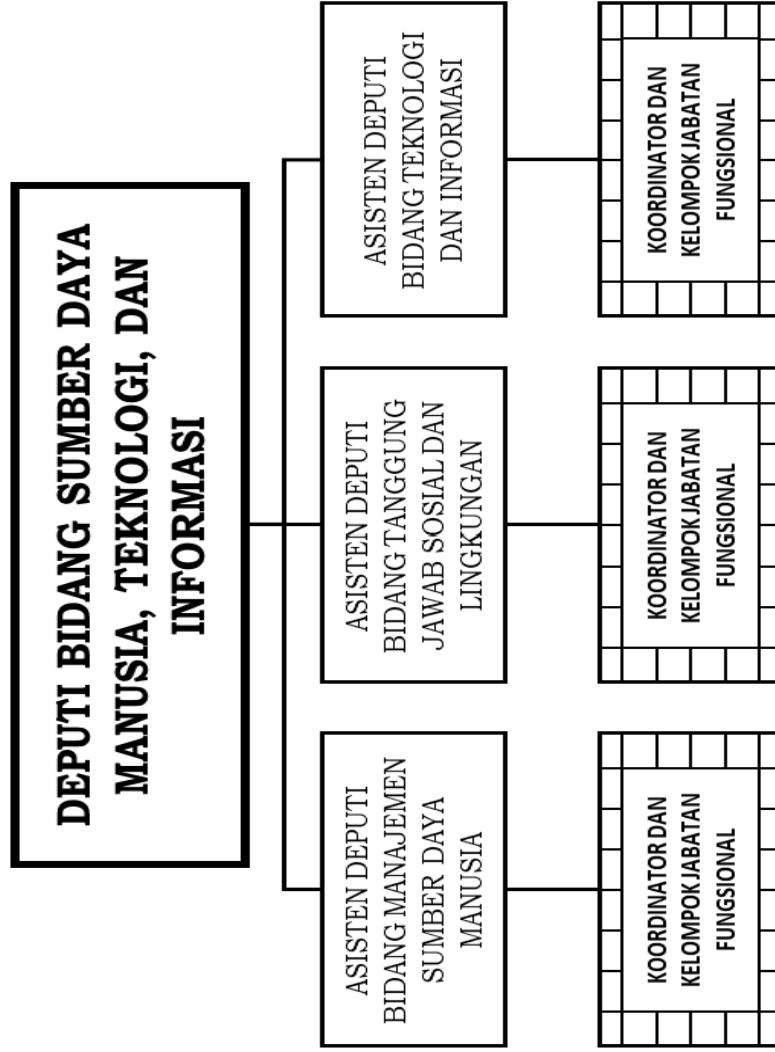 DEPUTI BIDANG SUMBER DAYA
MANUSIA, TEKNOLOGI, DAN
INFORMASI
ASISTEN DEPUTI
BIDANG MANAJEMEN
SUMBER DAYA
MANUSIA
ASISTEN DEPUTI
BIDANG TANGGUNG
JAWAB SOSIAL DAN
LINGKUNGAN
ASISTEN DEPUTI
BIDANG TEKNOLOGI
DAN INFORMASI
KOORDINATOR DAN
KELOMPOK JABATAN
FUNGSIONAL
KOORDINATOR DAN
KELOMPOK JABATAN
FUNGSIONAL
KOORDINATOR DAN
KELOMPOK JABATAN
FUNGSIONAL